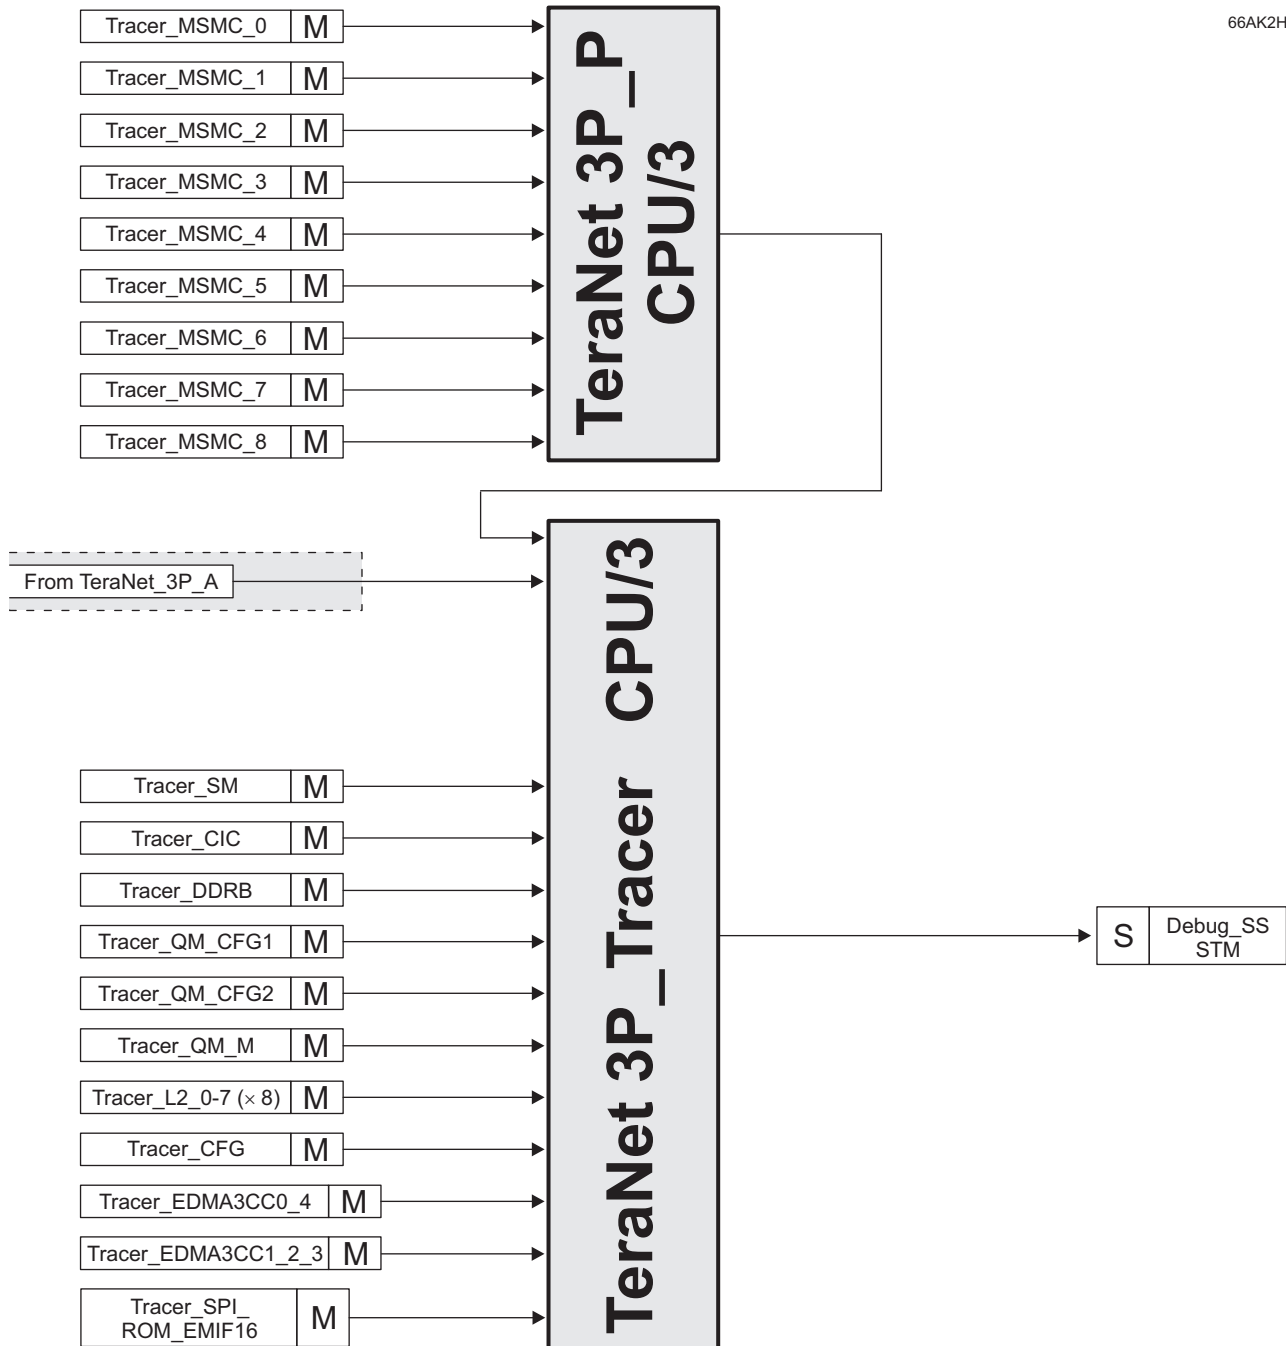 66AK2H
Tracer_MSMC_0 M
Tracer_MSMC_1 M
Tracer_MSMC_2 M
Tracer_MSMC_3 M
Tracer_MSMC_4 M
Tracer_MSMC_5 M
Tracer_MSMC_6 M
Tracer_MSMC_7 M
Tracer_MSMC_8 M
TeraNet 3P_P
CPU/3
From TeraNet_3P_A
Tracer_SM M
Tracer_CIC M
Tracer_DDRB M
Tracer_QM_CFG1 M
Tracer_QM_CFG2 M
Tracer_QM_M M
Tracer_L2_0-7 (× 8) M
Tracer_CFG M
Tracer_EDMA3CC0_4 M
Tracer_EDMA3CC1_2_3 M
Tracer_SPI_
ROM_EMIF16 M
TeraNet 3P_Tracer CPU/3
S Debug_SS
STM